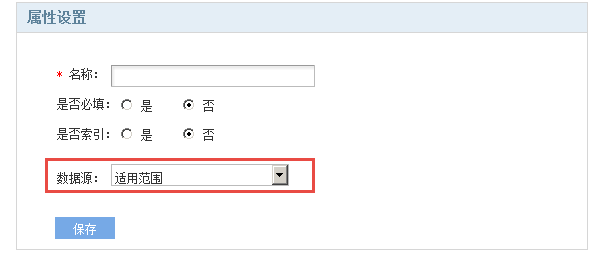 属性设置
* 名称：
是否必填： 是 否
是否索引： 是 否
数据源： 适用范围
保存